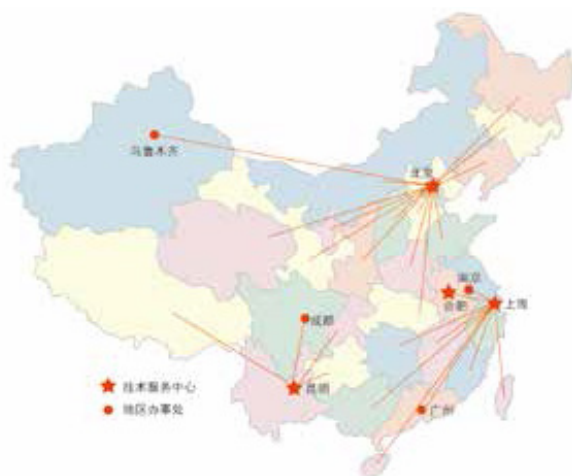 乌鲁木齐
北京
南京
合肥
上海
成都
昆明
广州
技术服务中心
地区办事处